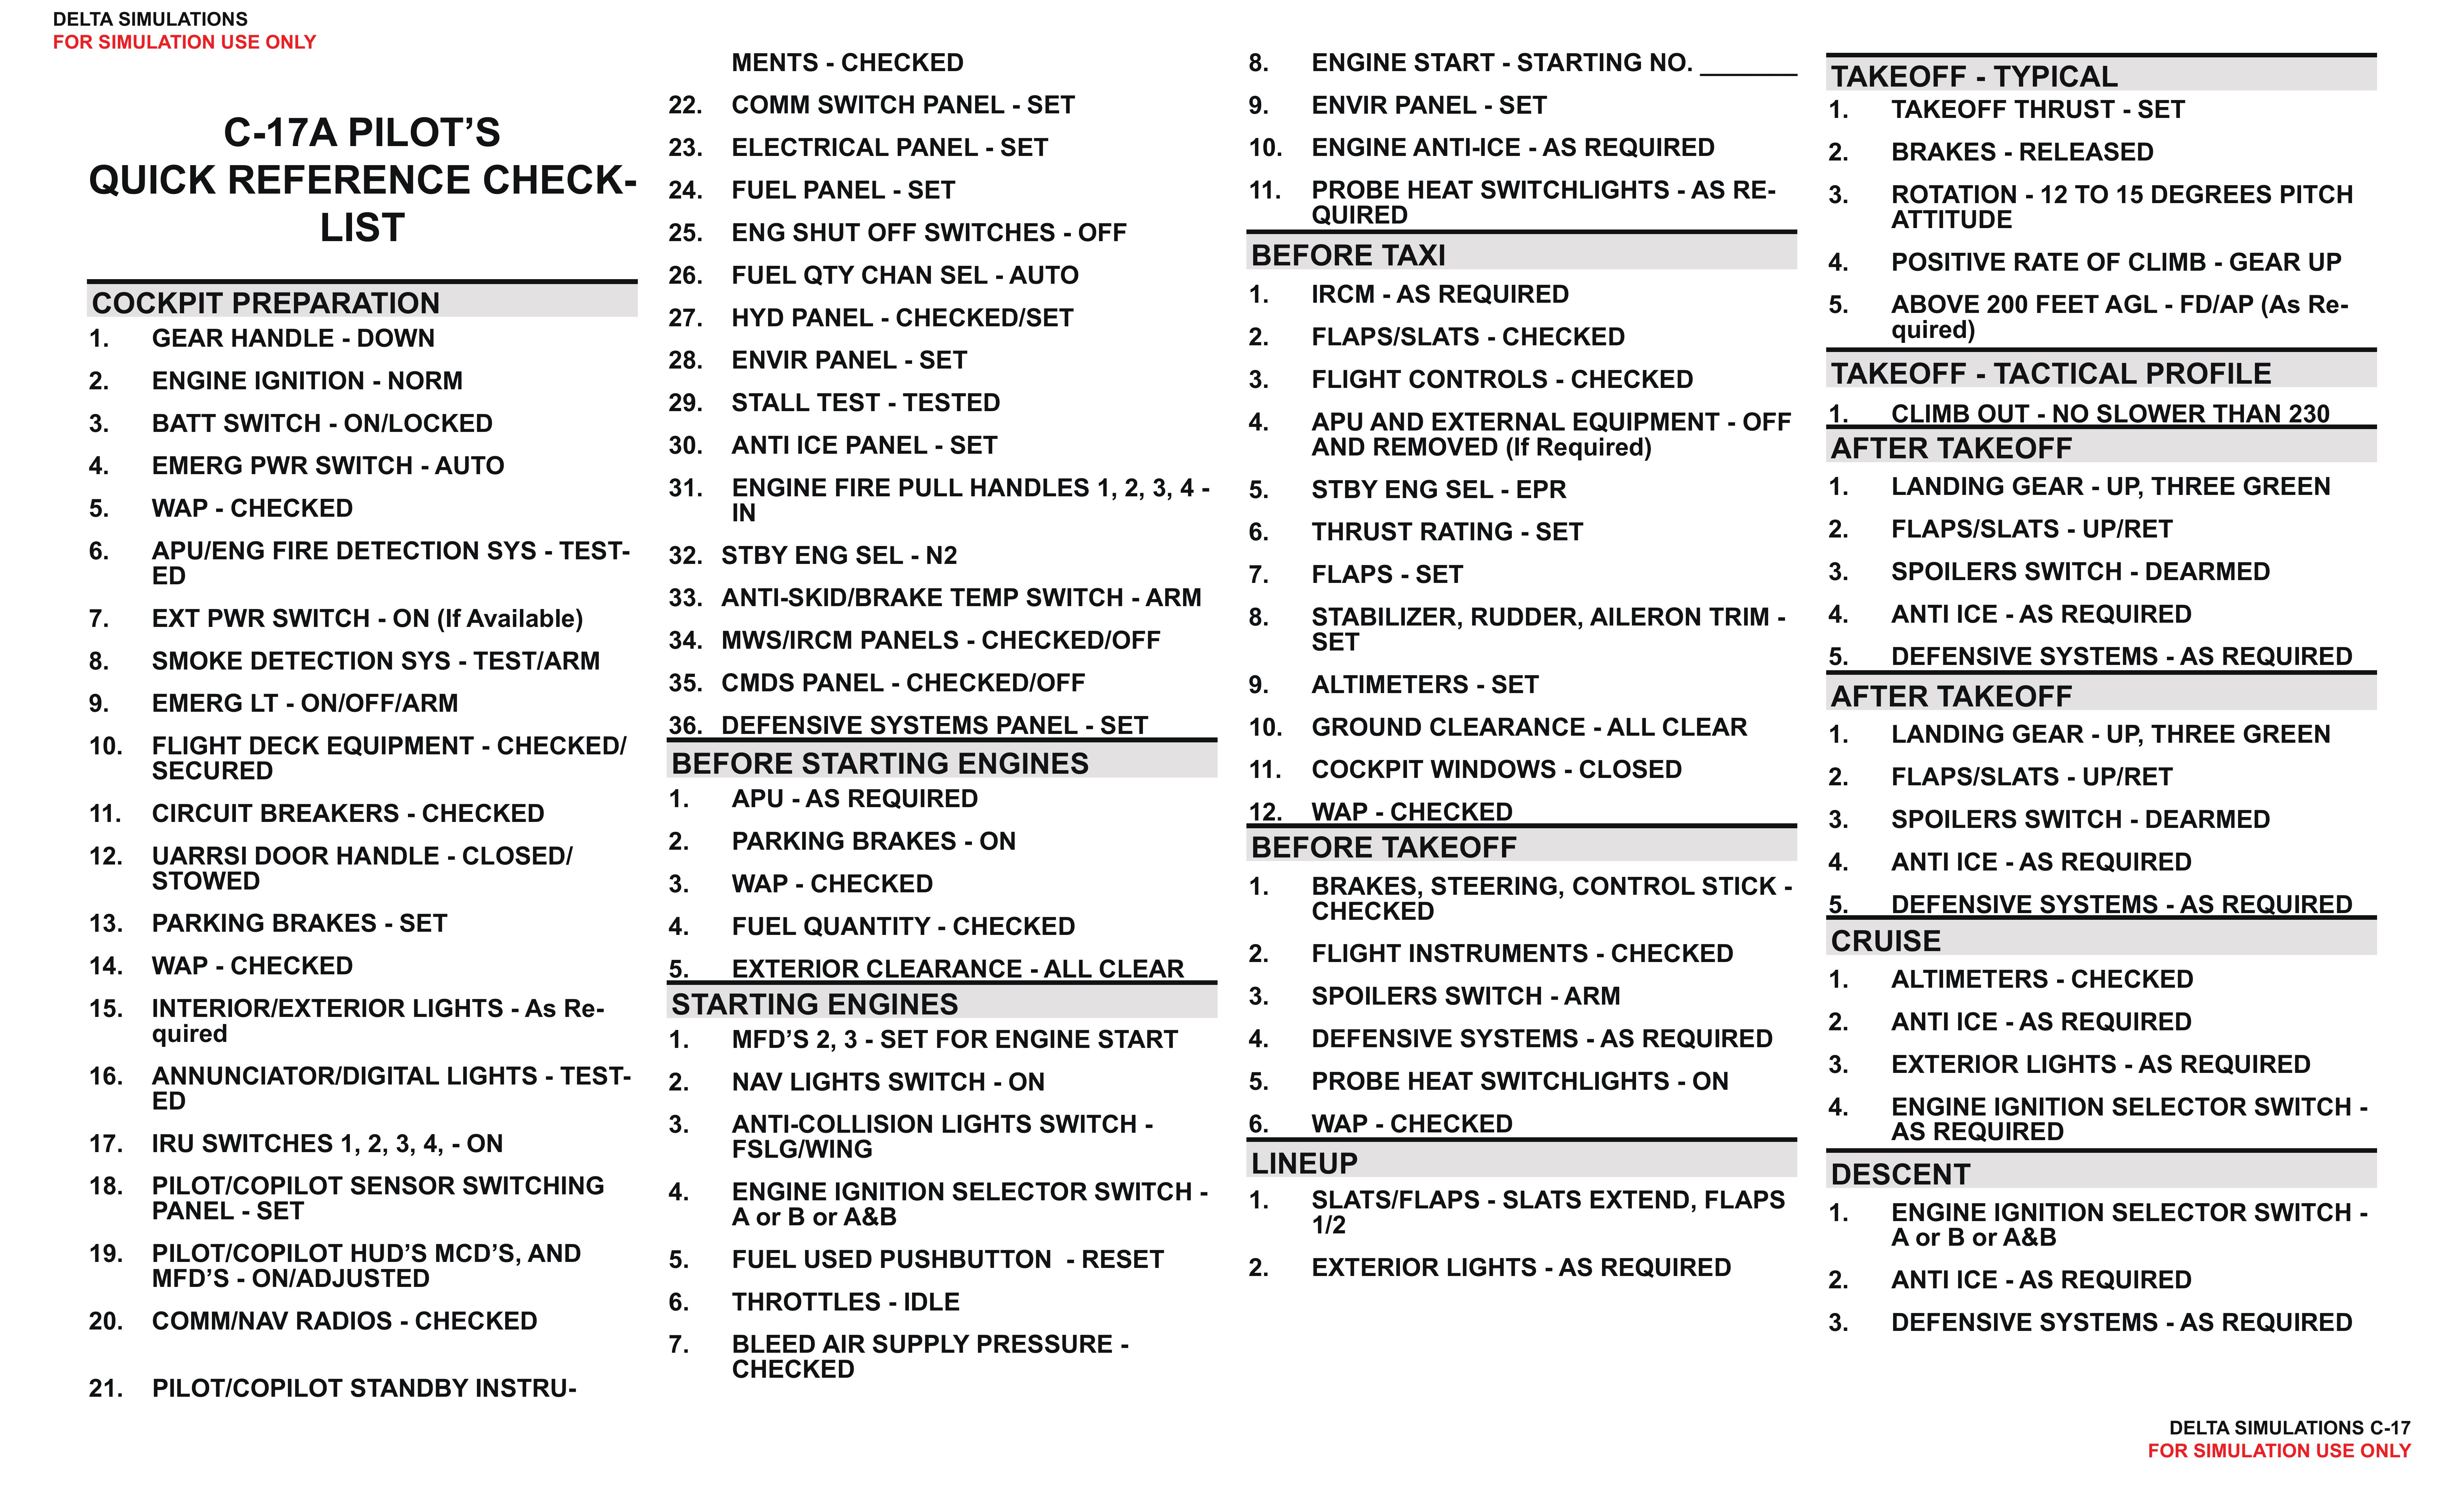 DELTA SIMULATIONS
FOR SIMULATION USE ONLY
C-17A PILOT’S
QUICK REFERENCE CHECK-
LIST
COCKPIT PREPARATION
1. GEAR HANDLE - DOWN
2. ENGINE IGNITION - NORM
3. BATT SWITCH - ON/LOCKED
4. EMERG PWR SWITCH - AUTO
5. WAP - CHECKED
6. APU/ENG FIRE DETECTION SYS - TEST-
ED
7. EXT PWR SWITCH - ON (If Available)
8. SMOKE DETECTION SYS - TEST/ARM
9. EMERG LT - ON/OFF/ARM
10. FLIGHT DECK EQUIPMENT - CHECKED/
SECURED
11. CIRCUIT BREAKERS - CHECKED
12. UARRSI DOOR HANDLE - CLOSED/
STOWED
13. PARKING BRAKES - SET
14. WAP - CHECKED
15. INTERIOR/EXTERIOR LIGHTS - As Re-
quired
16. ANNUNCIATOR/DIGITAL LIGHTS - TEST-
ED
17. IRU SWITCHES 1, 2, 3, 4, - ON
18. PILOT/COPILOT SENSOR SWITCHING
PANEL - SET
19. PILOT/COPILOT HUD’S MCD’S, AND
MFD’S - ON/ADJUSTED
20. COMM/NAV RADIOS - CHECKED
21. PILOT/COPILOT STANDBY INSTRU-
MENTS - CHECKED
22. COMM SWITCH PANEL - SET
23. ELECTRICAL PANEL - SET
24. FUEL PANEL - SET
25. ENG SHUT OFF SWITCHES - OFF
26. FUEL QTY CHAN SEL - AUTO
27. HYD PANEL - CHECKED/SET
28. ENVIR PANEL - SET
29. STALL TEST - TESTED
30. ANTI ICE PANEL - SET
31. ENGINE FIRE PULL HANDLES 1, 2, 3, 4 -
IN
32. STBY ENG SEL - N2
33. ANTI-SKID/BRAKE TEMP SWITCH - ARM
34. MWS/IRCM PANELS - CHECKED/OFF
35. CMDS PANEL - CHECKED/OFF
36. DEFENSIVE SYSTEMS PANEL - SET
BEFORE STARTING ENGINES
1. APU - AS REQUIRED
2. PARKING BRAKES - ON
3. WAP - CHECKED
4. FUEL QUANTITY - CHECKED
5. EXTERIOR CLEARANCE - ALL CLEAR
STARTING ENGINES
1. MFD’S 2, 3 - SET FOR ENGINE START
2. NAV LIGHTS SWITCH - ON
3. ANTI-COLLISION LIGHTS SWITCH -
FSLG/WING
4. ENGINE IGNITION SELECTOR SWITCH -
A or B or A&B
5. FUEL USED PUSHBUTTON - RESET
6. THROTTLES - IDLE
7. BLEED AIR SUPPLY PRESSURE -
CHECKED
8. ENGINE START - STARTING NO. _______
9. ENVIR PANEL - SET
10. ENGINE ANTI-ICE - AS REQUIRED
11. PROBE HEAT SWITCHLIGHTS - AS RE-
QUIRED
BEFORE TAXI
1. IRCM - AS REQUIRED
2. FLAPS/SLATS - CHECKED
3. FLIGHT CONTROLS - CHECKED
4. APU AND EXTERNAL EQUIPMENT - OFF
AND REMOVED (If Required)
5. STBY ENG SEL - EPR
6. THRUST RATING - SET
7. FLAPS - SET
8. STABILIZER, RUDDER, AILERON TRIM -
SET
9. ALTIMETERS - SET
10. GROUND CLEARANCE - ALL CLEAR
11. COCKPIT WINDOWS - CLOSED
12. WAP - CHECKED
BEFORE TAKEOFF
1. BRAKES, STEERING, CONTROL STICK -
CHECKED
2. FLIGHT INSTRUMENTS - CHECKED
3. SPOILERS SWITCH - ARM
4. DEFENSIVE SYSTEMS - AS REQUIRED
5. PROBE HEAT SWITCHLIGHTS - ON
6. WAP - CHECKED
LINEUP
1. SLATS/FLAPS - SLATS EXTEND, FLAPS
1/2
2. EXTERIOR LIGHTS - AS REQUIRED
TAKEOFF - TYPICAL
1. TAKEOFF THRUST - SET
2. BRAKES - RELEASED
3. ROTATION - 12 TO 15 DEGREES PITCH
ATTITUDE
4. POSITIVE RATE OF CLIMB - GEAR UP
5. ABOVE 200 FEET AGL - FD/AP (As Re-
quired)
TAKEOFF - TACTICAL PROFILE
1. CLIMB OUT - NO SLOWER THAN 230
AFTER TAKEOFF
1. LANDING GEAR - UP, THREE GREEN
2. FLAPS/SLATS - UP/RET
3. SPOILERS SWITCH - DEARMED
4. ANTI ICE - AS REQUIRED
5. DEFENSIVE SYSTEMS - AS REQUIRED
AFTER TAKEOFF
1. LANDING GEAR - UP, THREE GREEN
2. FLAPS/SLATS - UP/RET
3. SPOILERS SWITCH - DEARMED
4. ANTI ICE - AS REQUIRED
5. DEFENSIVE SYSTEMS - AS REQUIRED
CRUISE
1. ALTIMETERS - CHECKED
2. ANTI ICE - AS REQUIRED
3. EXTERIOR LIGHTS - AS REQUIRED
4. ENGINE IGNITION SELECTOR SWITCH -
AS REQUIRED
DESCENT
1. ENGINE IGNITION SELECTOR SWITCH -
A or B or A&B
2. ANTI ICE - AS REQUIRED
3. DEFENSIVE SYSTEMS - AS REQUIRED
DELTA SIMULATIONS C-17
FOR SIMULATION USE ONLY